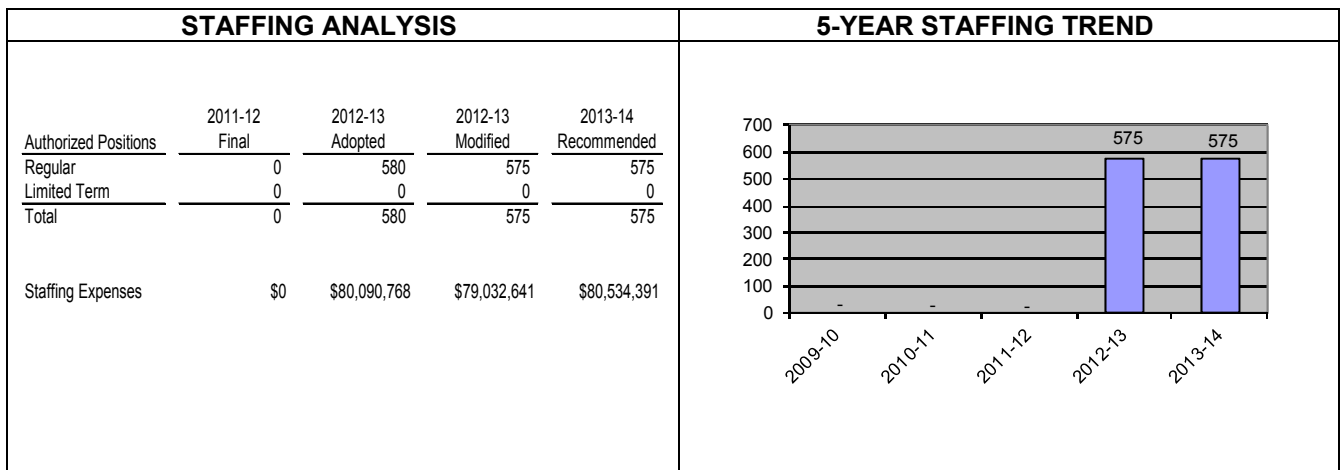 STAFFING ANALYSIS
2011-12 2012-13 2012-13 2013-14
Authorized Positions Final Adopted Modified Recommended
Regular 0 580 575 575
Limited Term 0 0 0 0
Total 0 580 575 575
Staffing Expenses $0 $80,090,768 $79,032,641 $80,534,391
5-YEAR STAFFING TREND
700
600
500
400
300
200
100
0
- - - 575 575
2009-10 2010-11 2011-12 2012-13 2013-14